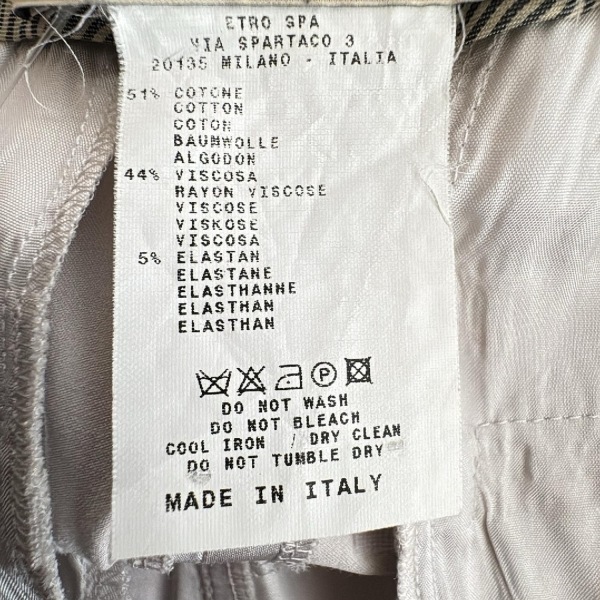 ETRO SPA
VIA SPARTACO 3
20135 MILANO - ITALIA
51% COTONE
COTTON
COTON
BAUMWOLLE
ALGODON
44% VISCOSA
RAYON VISCOSE
VISCOSE
VISKOSE
VISCOSA
5% ELASTAN
ELASTANE
ELASTHANNE
ELASTHAN
ELASTHAN
P
DO NOT WASH
DO NOT BLEACH
COOL IRON / DRY CLEAN
DO NOT TUMBLE DRY
MADE IN ITALY